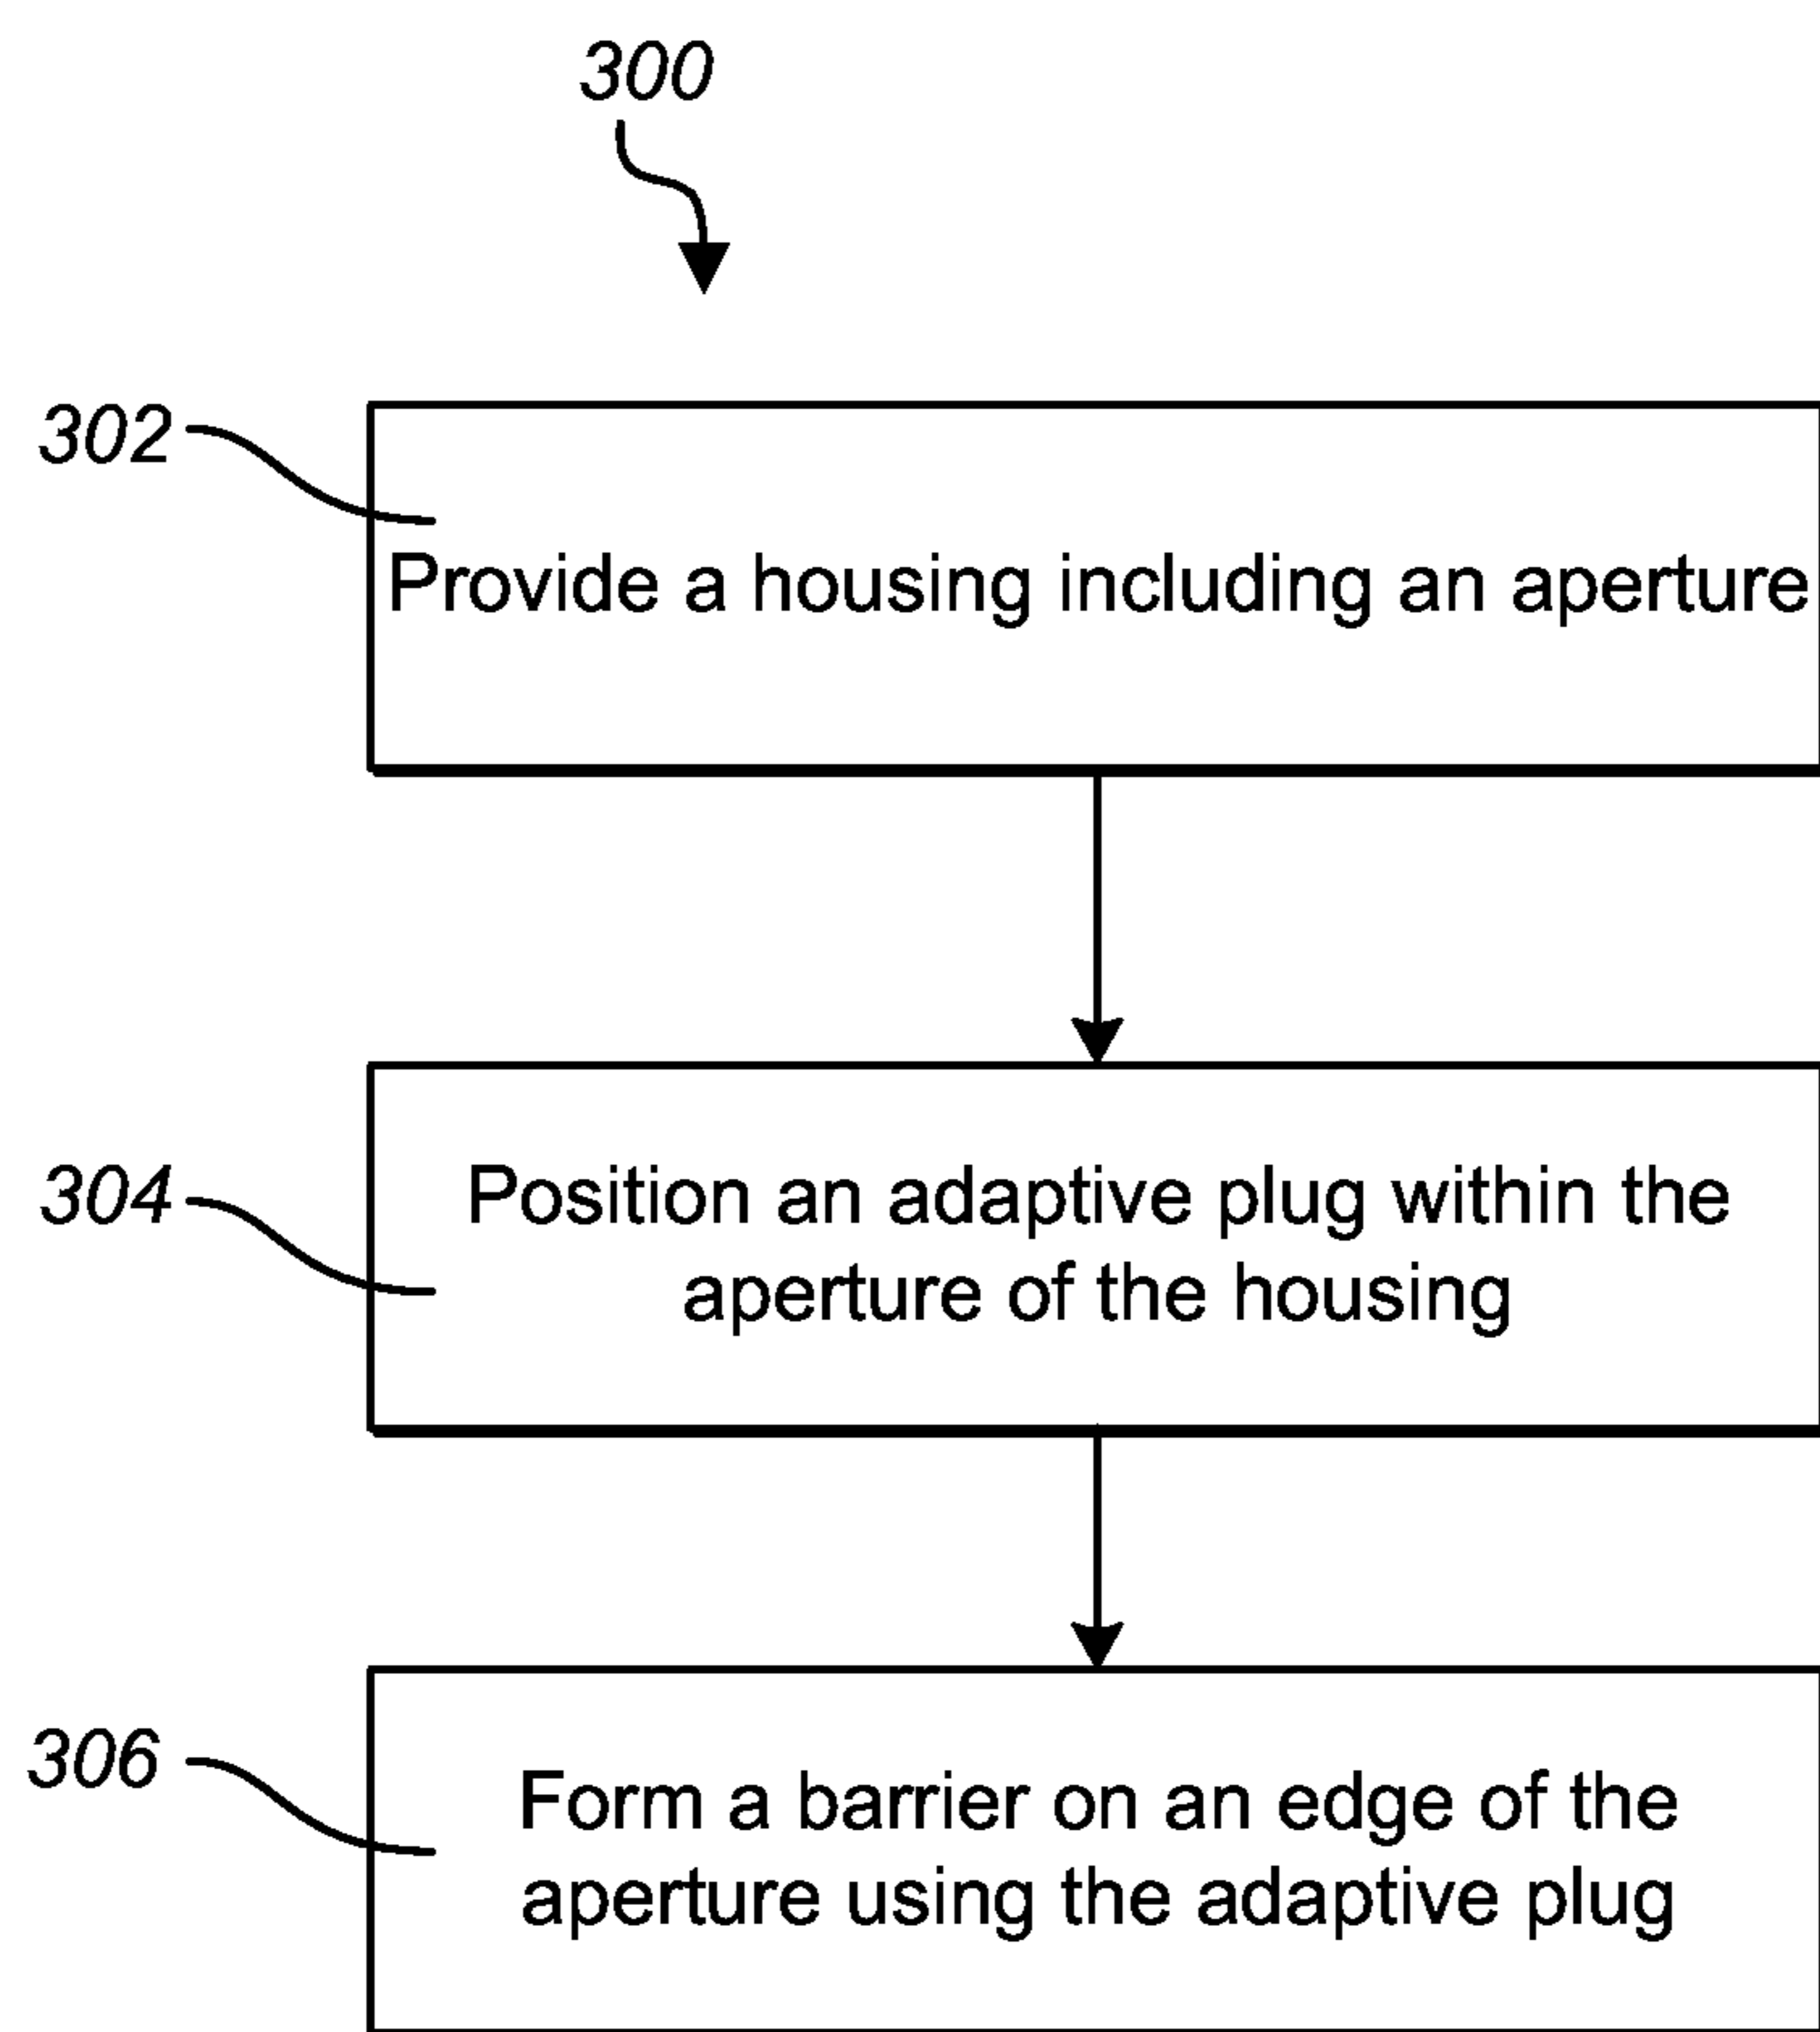 300
302
Provide a housing including an aperture
304
Position an adaptive plug within the
aperture of the housing
306
Form a barrier on an edge of the
aperture using the adaptive plug